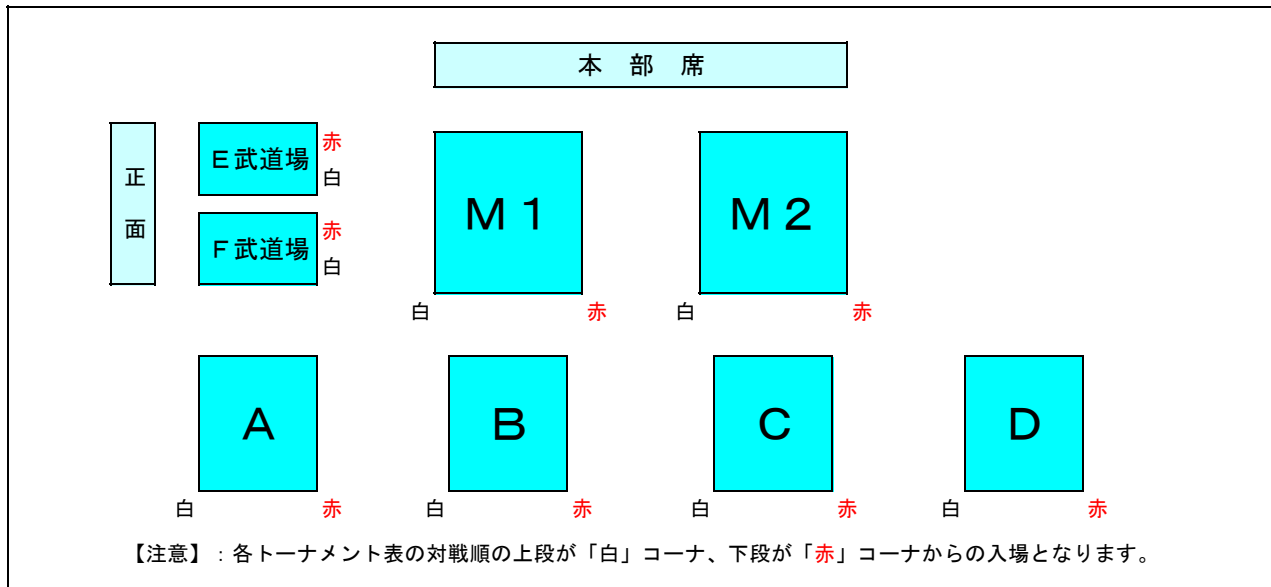 本 部 席
正
面
E武道場
赤
白
F武道場
赤
白
M1
白
赤
M2
白
赤
A
白
赤
B
白
赤
C
白
赤
D
白
赤
【注意】：各トーナメント表の対戦順の上段が「白」コーナ、下段が「赤」コーナからの入場となります。